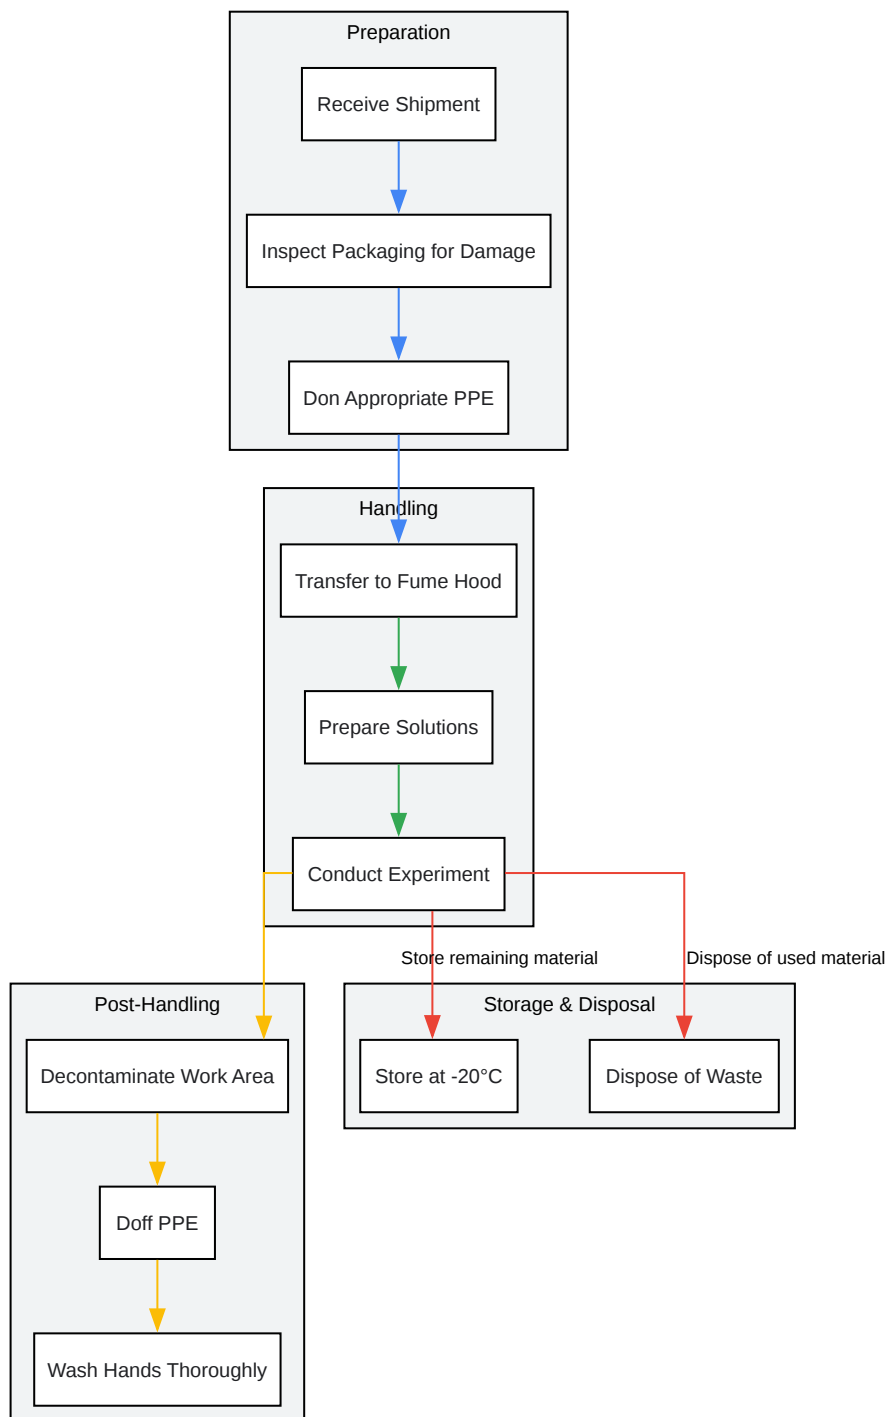 Preparation
Receive Shipment
Inspect Packaging for Damage
Don Appropriate PPE
Handling
Transfer to Fume Hood
Prepare Solutions
Conduct Experiment
Store remaining material
Dispose of used material
Post-Handling
Decontaminate Work Area
Doff PPE
Wash Hands Thoroughly
Storage & Disposal
Store at -20°C
Dispose of Waste